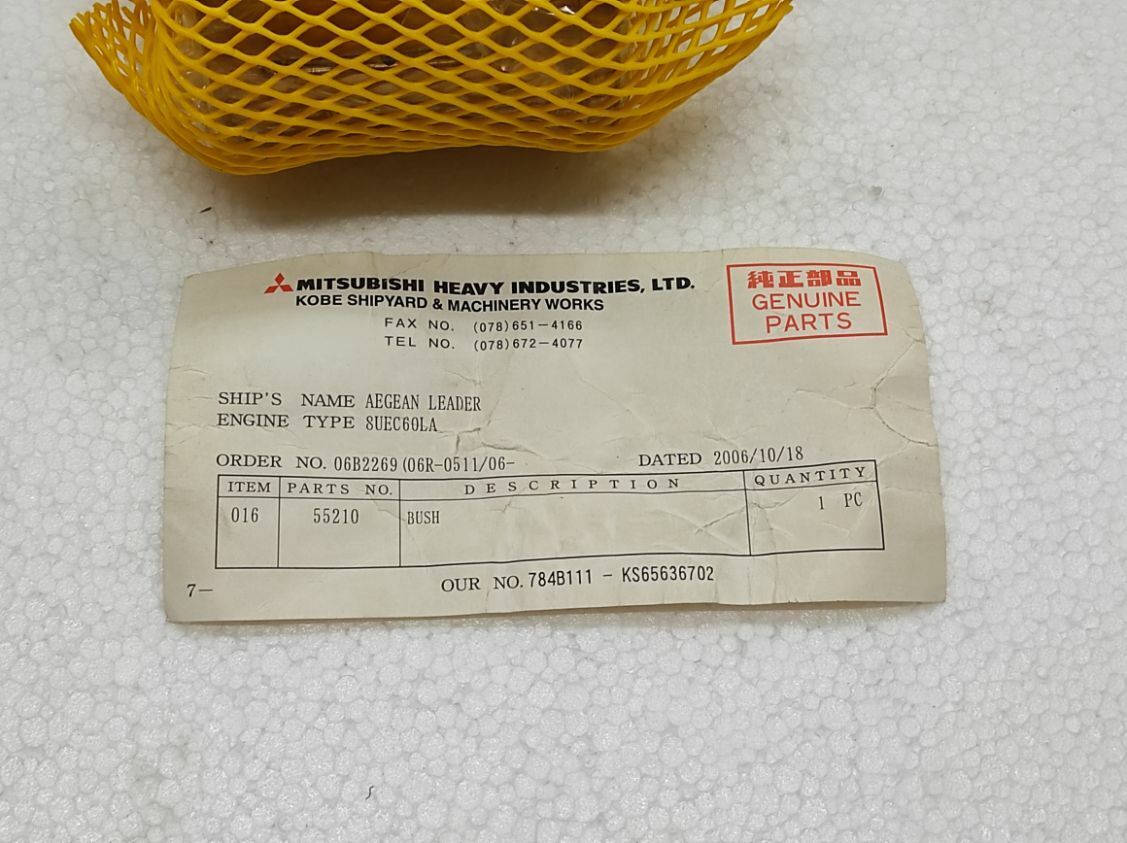 MITSUBISHI HEAVY INDUSTRIES, LTD.
KOBE SHIPYARD & MACHINERY WORKS
FAX NO. (078)651-4166
TEL NO. (078)672-4077
純正部品
GENUINE
PARTS
SHIP'S NAME AEGEAN LEADER
ENGINE TYPE 8UEC60LA
ORDER NO. 06B2269(06R-0511/06- DATED 2006/10/18
ITEM PARTS NO. DESCRIPTION QUANTITY
016 55210 BUSH 1 PC
OUR NO. 784B111 - KS65636702
7-